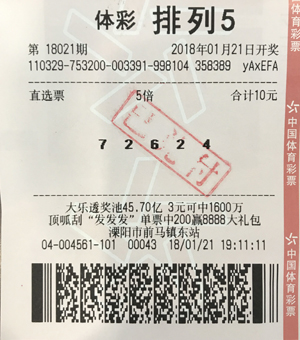 体彩 排列5
第 18021期 2018年01月21日开奖
110329-753200-003391-998104 358389 yAxEFA
直选票 5倍 合计10元
已兑付
7 2 6 2 4
大乐透奖池45.70亿 3元可中1600万
顶呱刮“发发发”单票中200赢8888大礼包
溧阳市前马镇东站
04-004561-101 00043 18/01/21 19:11:11
体育彩票
中国体育彩票
中国体育彩票